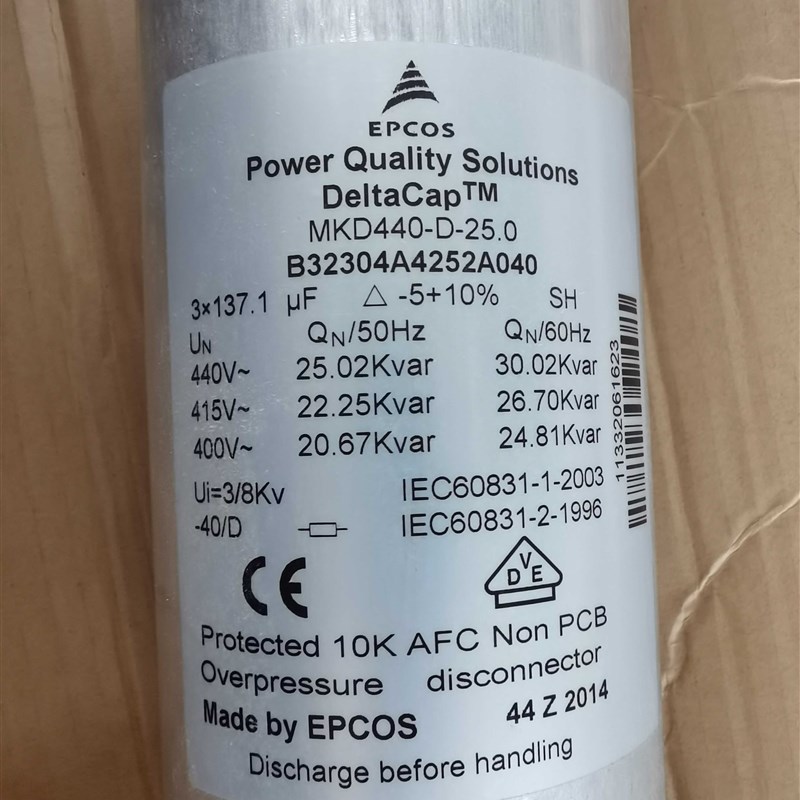 EPCOS
Power Quality Solutions
DeltaCap™
MKD440-D-25.0
B32304A4252A040
3×137.1 µF △ -5+10% SH
UN QN/50Hz QN/60Hz
440V~ 25.02Kvar 30.02Kvar
415V~ 22.25Kvar 26.70Kvar
400V~ 20.67Kvar 24.81Kvar
Ui=3/8Kv IEC60831-1-2003
-40/D IEC60831-2-1996
CE
DVE
Protected 10K AFC Non PCB
Overpressure disconnector
Made by EPCOS 44 Z 2014
Discharge before handling
11332061623